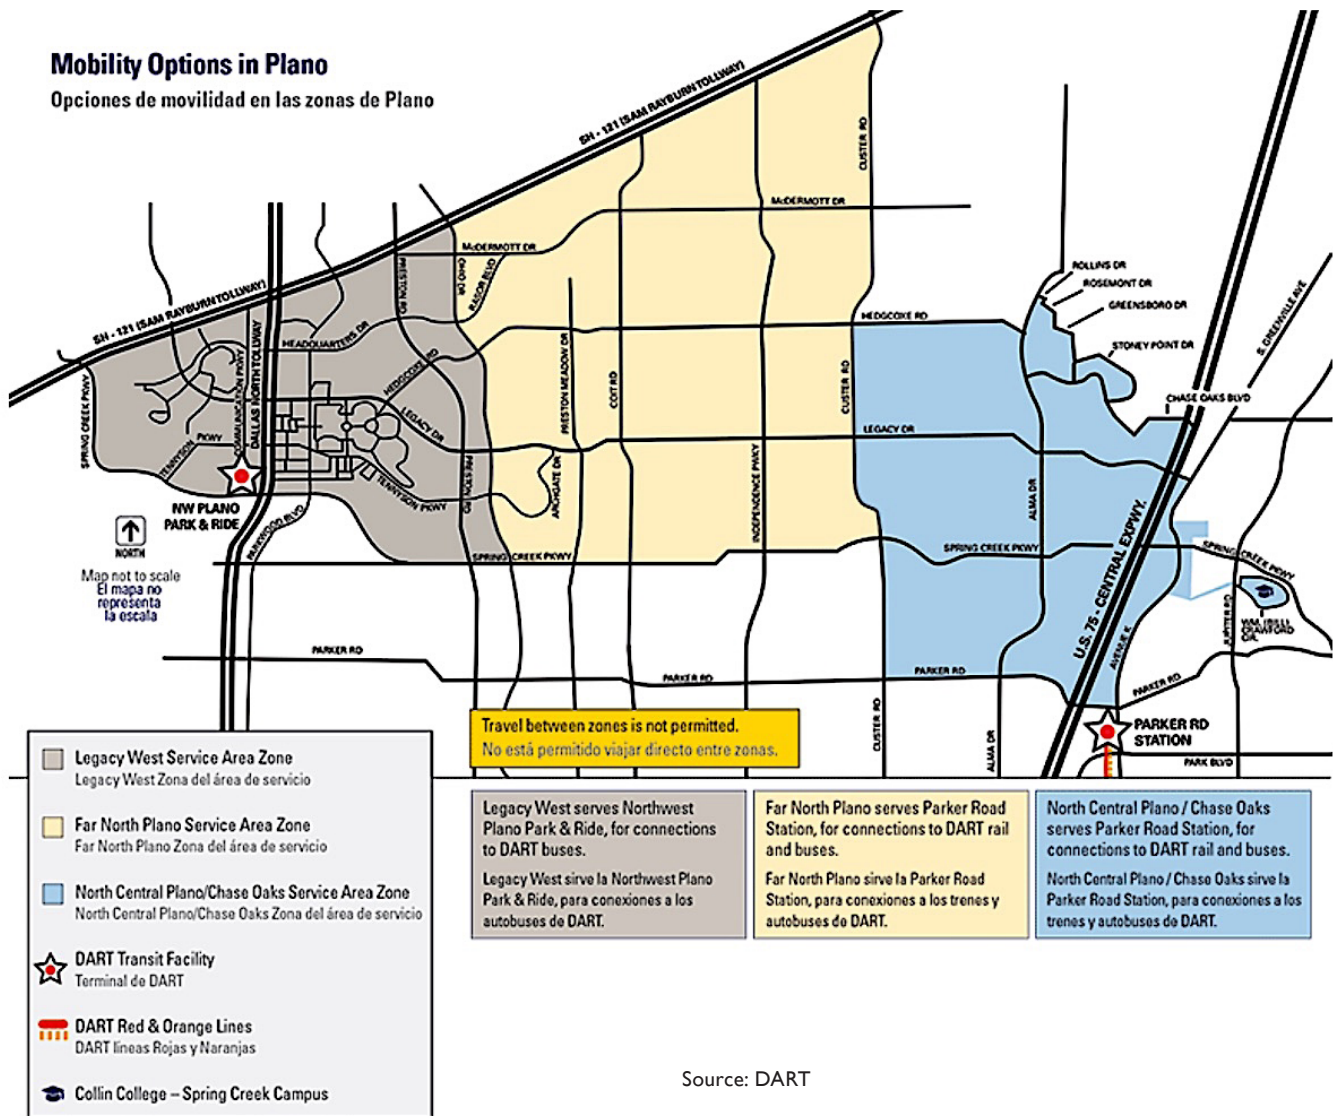 Mobility Options in Plano
Opciones de movilidad en las zonas de Plano
SH - 121 (SAM RAYBURN TOLLWAY)
CUSTER RD
McDERMOTT DR
McDERMOTT DR
OHIO DR
RASOR BLVD
PRESTON RD
SH - 121 (SAM RAYBURN TOLLWAY)
ROLLINS DR
ROSEMONT DR
GREENSBORO DR
STONEY POINT DR
S. GREENVILLE AVE
HEDGCOXE RD
HEADQUARTERS DR
COMMUNICATION PKWY
DALLAS NORTH TOLLWAY
HEDGCOXE RD
PRESTON MEADOW DR
COIT RD
CUSTER RD
CHASE OAKS BLVD
SPRING CREEK PKWY
TENNYSON PKWY
LEGACY DR
LEGACY DR
PRESTON RD
TENNYSON PKWY
ARCHGATE DR
INDEPENDENCE PWKY
ALMA DR
U.S. 75 - CENTRAL EXPWY.
NW PLANO
PARK & RIDE
PARKWOOD BLVD
NORTH
Map not to scale
El mapa no
representa
la escala
SPRING CREEK PKWY
SPRING CREEK PKWY
SPRING CREEK PKWY
JUPITER RD
WM. (BILL)
CRAWFORD
CIR.
AVENUE K
PARKER RD
PARKER RD
PARKER RD
PARKER RD
CUSTER RD
ALMA DR
PARKER RD
STATION
PARK BLVD
Travel between zones is not permitted.
No está permitido viajar directo entre zonas.
Legacy West Service Area Zone
Legacy West Zona del área de servicio
Far North Plano Service Area Zone
Far North Plano Zona del área de servicio
North Central Plano/Chase Oaks Service Area Zone
North Central Plano/Chase Oaks Zona del área de servicio
DART Transit Facility
Terminal de DART
DART Red & Orange Lines
DART líneas Rojas y Naranjas
Collin College – Spring Creek Campus
Legacy West serves Northwest
Plano Park & Ride, for connections
to DART buses.
Legacy West sirve la Northwest Plano
Park & Ride, para conexiones a los
autobuses de DART.
Far North Plano serves Parker Road
Station, for connections to DART rail
and buses.
Far North Plano sirve la Parker Road
Station, para conexiones a los trenes y
autobuses de DART.
North Central Plano / Chase Oaks
serves Parker Road Station, for
connections to DART rail and buses.
North Central Plano / Chase Oaks sirve la
Parker Road Station, para conexiones a los
trenes y autobuses de DART.
Source: DART